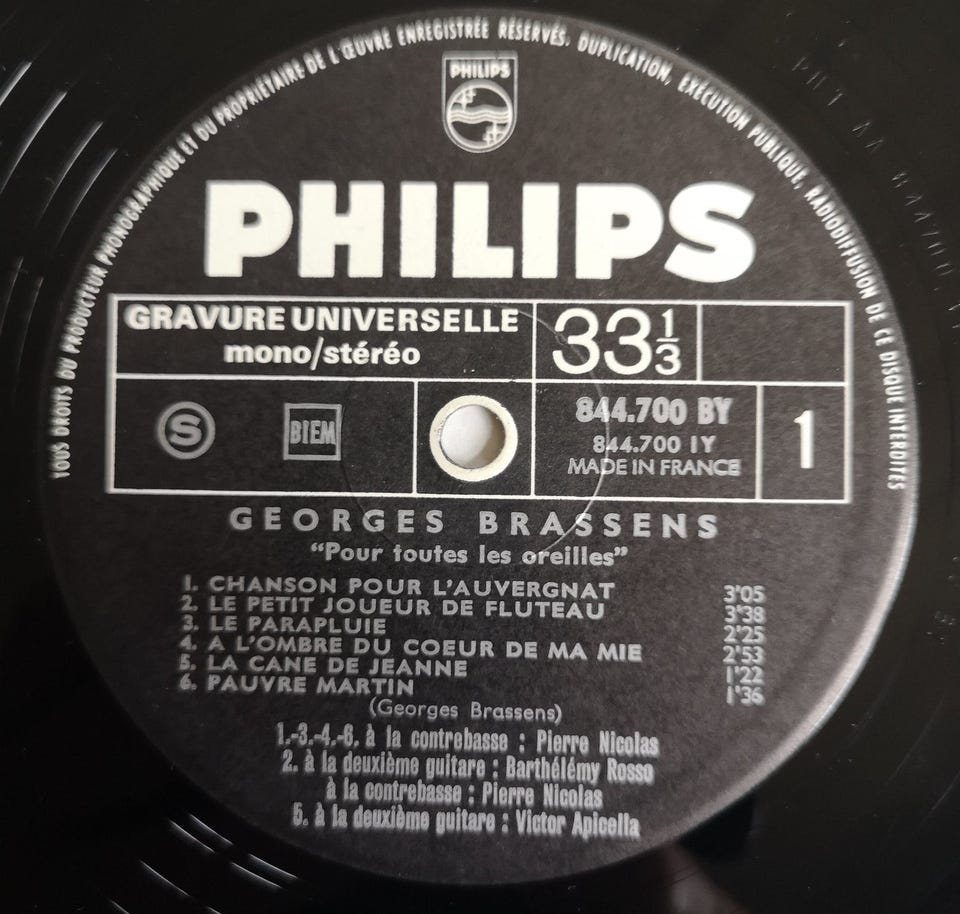 TOUS DROITS DU PRODUCTEUR PHONOGRAPHIQUE ET DU PROPRIÉTAIRE DE L'ŒUVRE ENREGISTRÉE RÉSERVÉS. DUPLICATION, EXÉCUTION PUBLIQUE, RADIODIFFUSION DE CE DISQUE INTERDITES
PHILIPS
PHILIPS
GRAVURE UNIVERSELLE
mono/stéréo
33 1/3
S
BIEM
844.700 BY
844.700 1Y
MADE IN FRANCE
1
GEORGES BRASSENS
"Pour toutes les oreilles"
1. CHANSON POUR L'AUVERGNAT 3'05
2. LE PETIT JOUEUR DE FLUTEAU 3'38
3. LE PARAPLUIE 2'25
4. A L'OMBRE DU COEUR DE MA MIE 2'53
5. LA CANE DE JEANNE 1'22
6. PAUVRE MARTIN 1'36
(Georges Brassens)
1.-3.-4.-6. à la contrebasse : Pierre Nicolas
2. à la deuxième guitare : Barthélémy Rosso
à la contrebasse : Pierre Nicolas
5. à la deuxième guitare : Victor Apicella